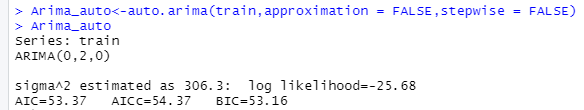 > Arima_auto<-auto.arima(train,approximation = FALSE,stepwise = FALSE)
> Arima_auto
Series: train
ARIMA(0,2,0)
sigma^2 estimated as 306.3:  log likelihood=-25.68
AIC=53.37   AICc=54.37   BIC=53.16